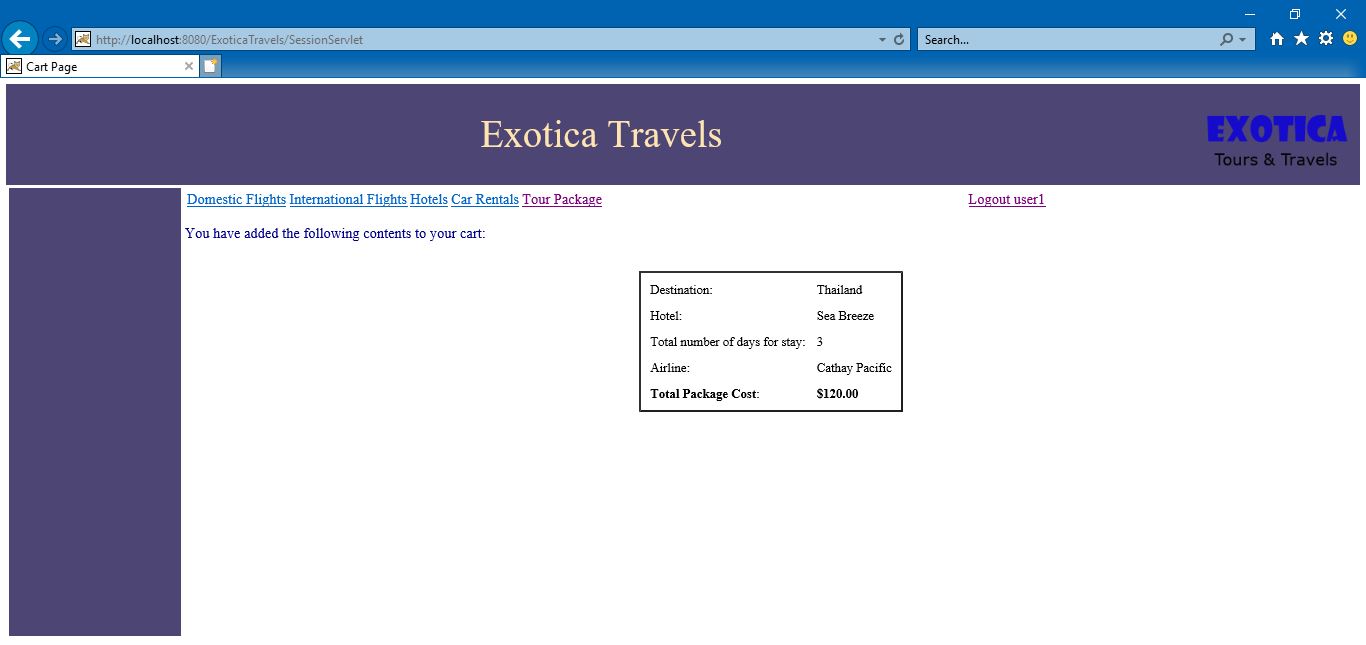 http://localhost:8080/ExoticaTravels/SessionServlet
Search...
Cart Page
Exotica Travels
EXOTICA
Tours & Travels
Domestic Flights International Flights Hotels Car Rentals Tour Package Logout user1
You have added the following contents to your cart:
Destination: Thailand
Hotel: Sea Breeze
Total number of days for stay: 3
Airline: Cathay Pacific
Total Package Cost: $120.00